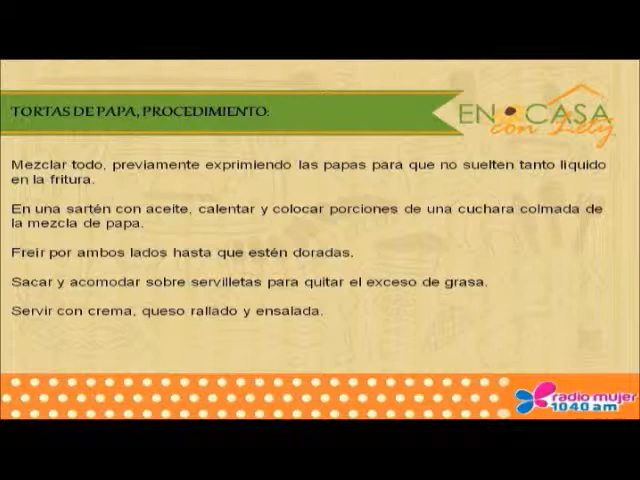 TORTAS DE PAPA, PROCEDIMIENTO:
EN CASA
con Lety
Mezclar todo, previamente exprimiendo las papas para que no suelten tanto liquido
en la fritura.
En una sartén con aceite, calentar y colocar porciones de una cuchara colmada de
la mezcla de papa.
Freír por ambos lados hasta que estén doradas.
Sacar y acomodar sobre servilletas para quitar el exceso de grasa.
Servir con crema, queso rallado y ensalada.
radio mujer
1040 am